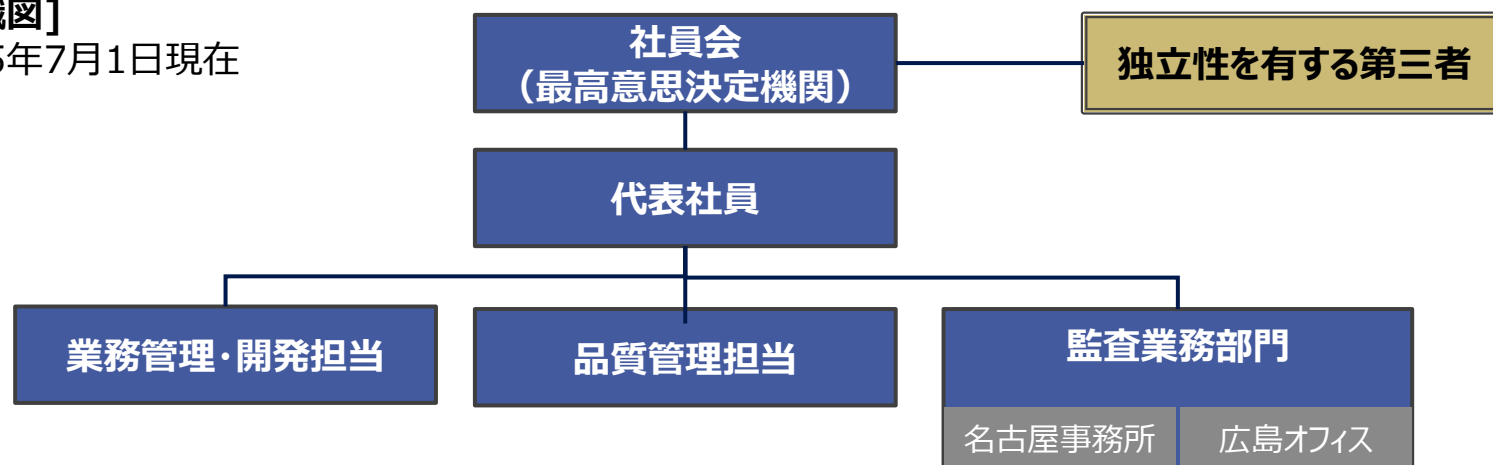 図]
年7月1日現在
社員会
（最高意思決定機関）
独立性を有する第三者
代表社員
業務管理･開発担当
品質管理担当
監査業務部門
名古屋事務所
広島オフィス